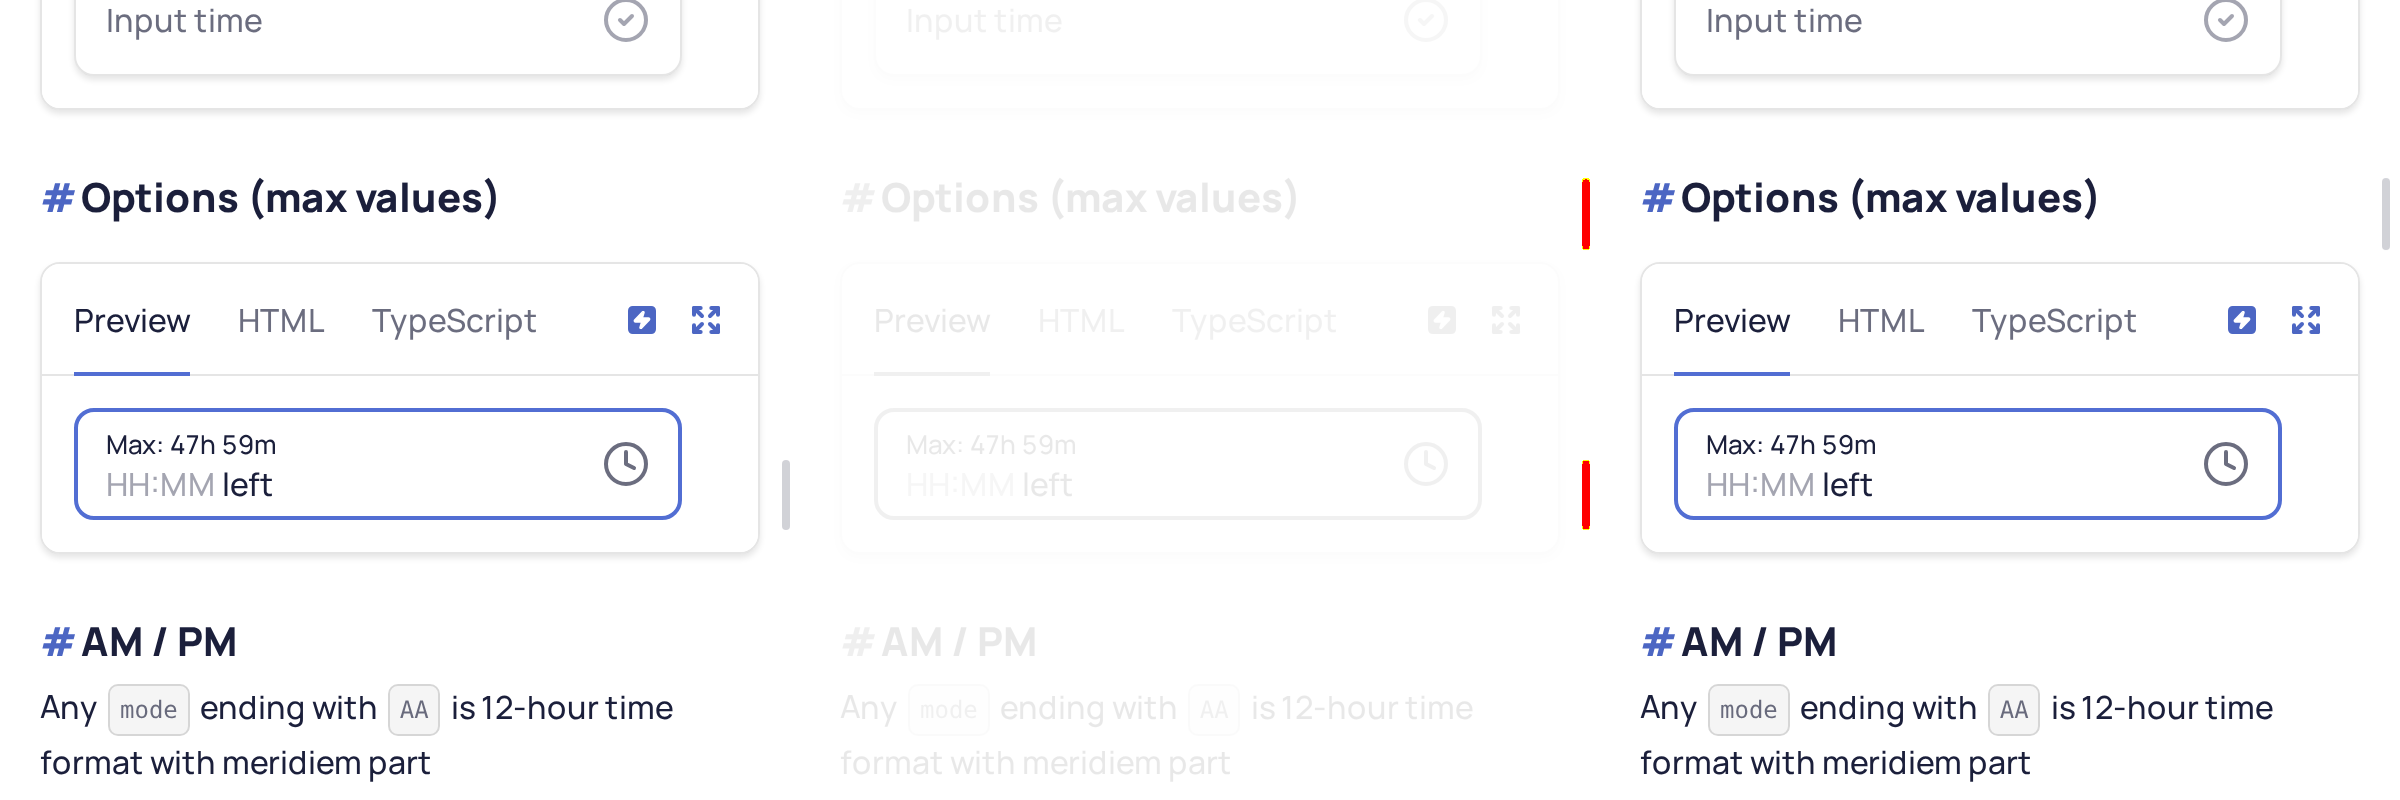 Input time
# Options (max values)
Preview HTML TypeScript
Max: 47h 59m
HH:MM left
# AM / PM
Any mode ending with AA is 12-hour time
format with meridiem part
Input time
# Options (max values)
Preview HTML TypeScript
Max: 47h 59m
HH:MM left
# AM / PM
Any mode ending with AA is 12-hour time
format with meridiem part
Input time
# Options (max values)
Preview HTML TypeScript
Max: 47h 59m
HH:MM left
# AM / PM
Any mode ending with AA is 12-hour time
format with meridiem part